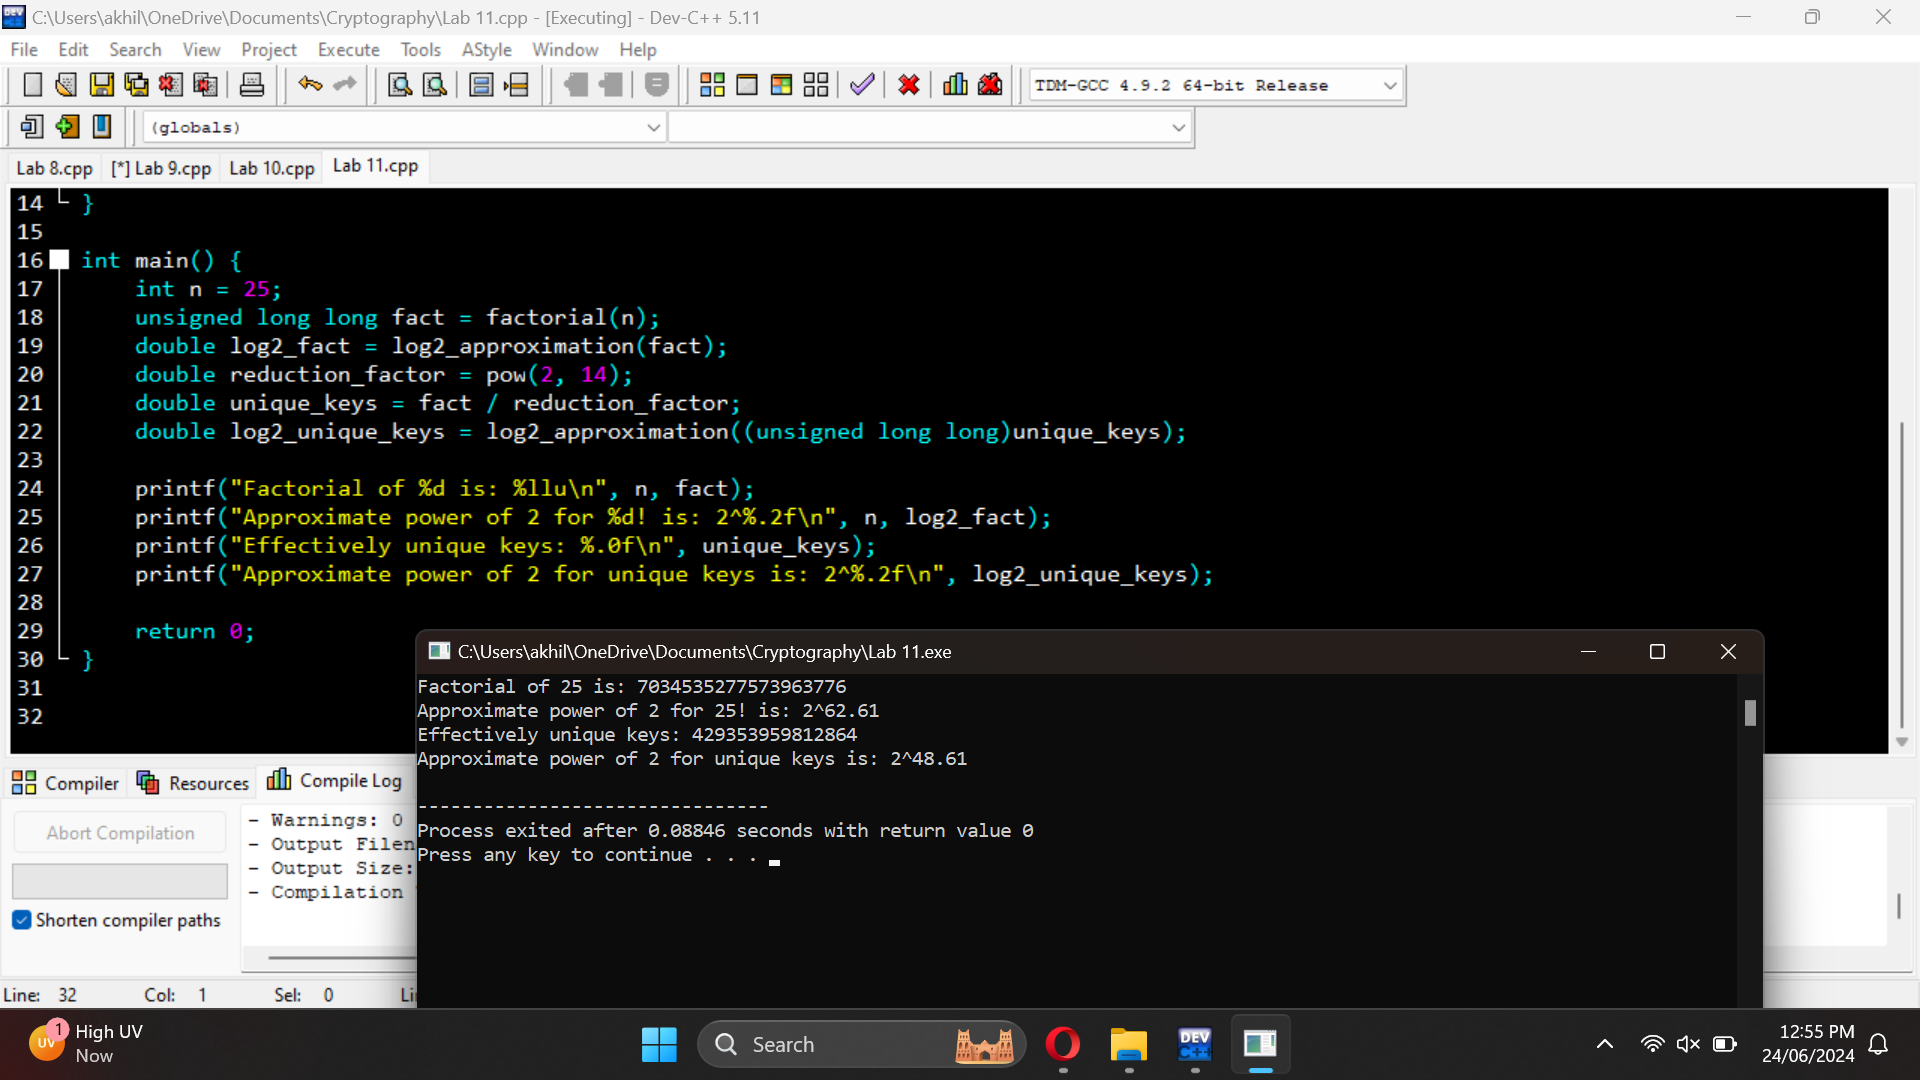 C:\Users\akhil\OneDrive\Documents\Cryptography\Lab 11.cpp - [Executing] - Dev-C++ 5.11
File Edit Search View Project Execute Tools AStyle Window Help
TDM-GCC 4.9.2 64-bit Release
(globals)
Lab 8.cpp [*] Lab 9.cpp Lab 10.cpp Lab 11.cpp
14 }
15
16 int main() {
17 int n = 25;
18 unsigned long long fact = factorial(n);
19 double log2_fact = log2_approximation(fact);
20 double reduction_factor = pow(2, 14);
21 double unique_keys = fact / reduction_factor;
22 double log2_unique_keys = log2_approximation((unsigned long long)unique_keys);
23
24 printf("Factorial of %d is: %llu\n", n, fact);
25 printf("Approximate power of 2 for %d! is: 2^%.2f\n", n, log2_fact);
26 printf("Effectively unique keys: %.0f\n", unique_keys);
27 printf("Approximate power of 2 for unique keys is: 2^%.2f\n", log2_unique_keys);
28
29 return 0;
30 }
31
32
C:\Users\akhil\OneDrive\Documents\Cryptography\Lab 11.exe
Factorial of 25 is: 7034535277573963776
Approximate power of 2 for 25! is: 2^62.61
Effectively unique keys: 429353959812864
Approximate power of 2 for unique keys is: 2^48.61
--------------------------------
Process exited after 0.08846 seconds with return value 0
Press any key to continue . . .
Compiler Resources Compile Log
Abort Compilation
Shorten compiler paths
- Warnings: 0
- Output Filen
- Output Size:
- Compilation
Line: 32 Col: 1 Sel: 0 Li
UV 1 High UV
Now
Search
DEV C++
12:55 PM
24/06/2024